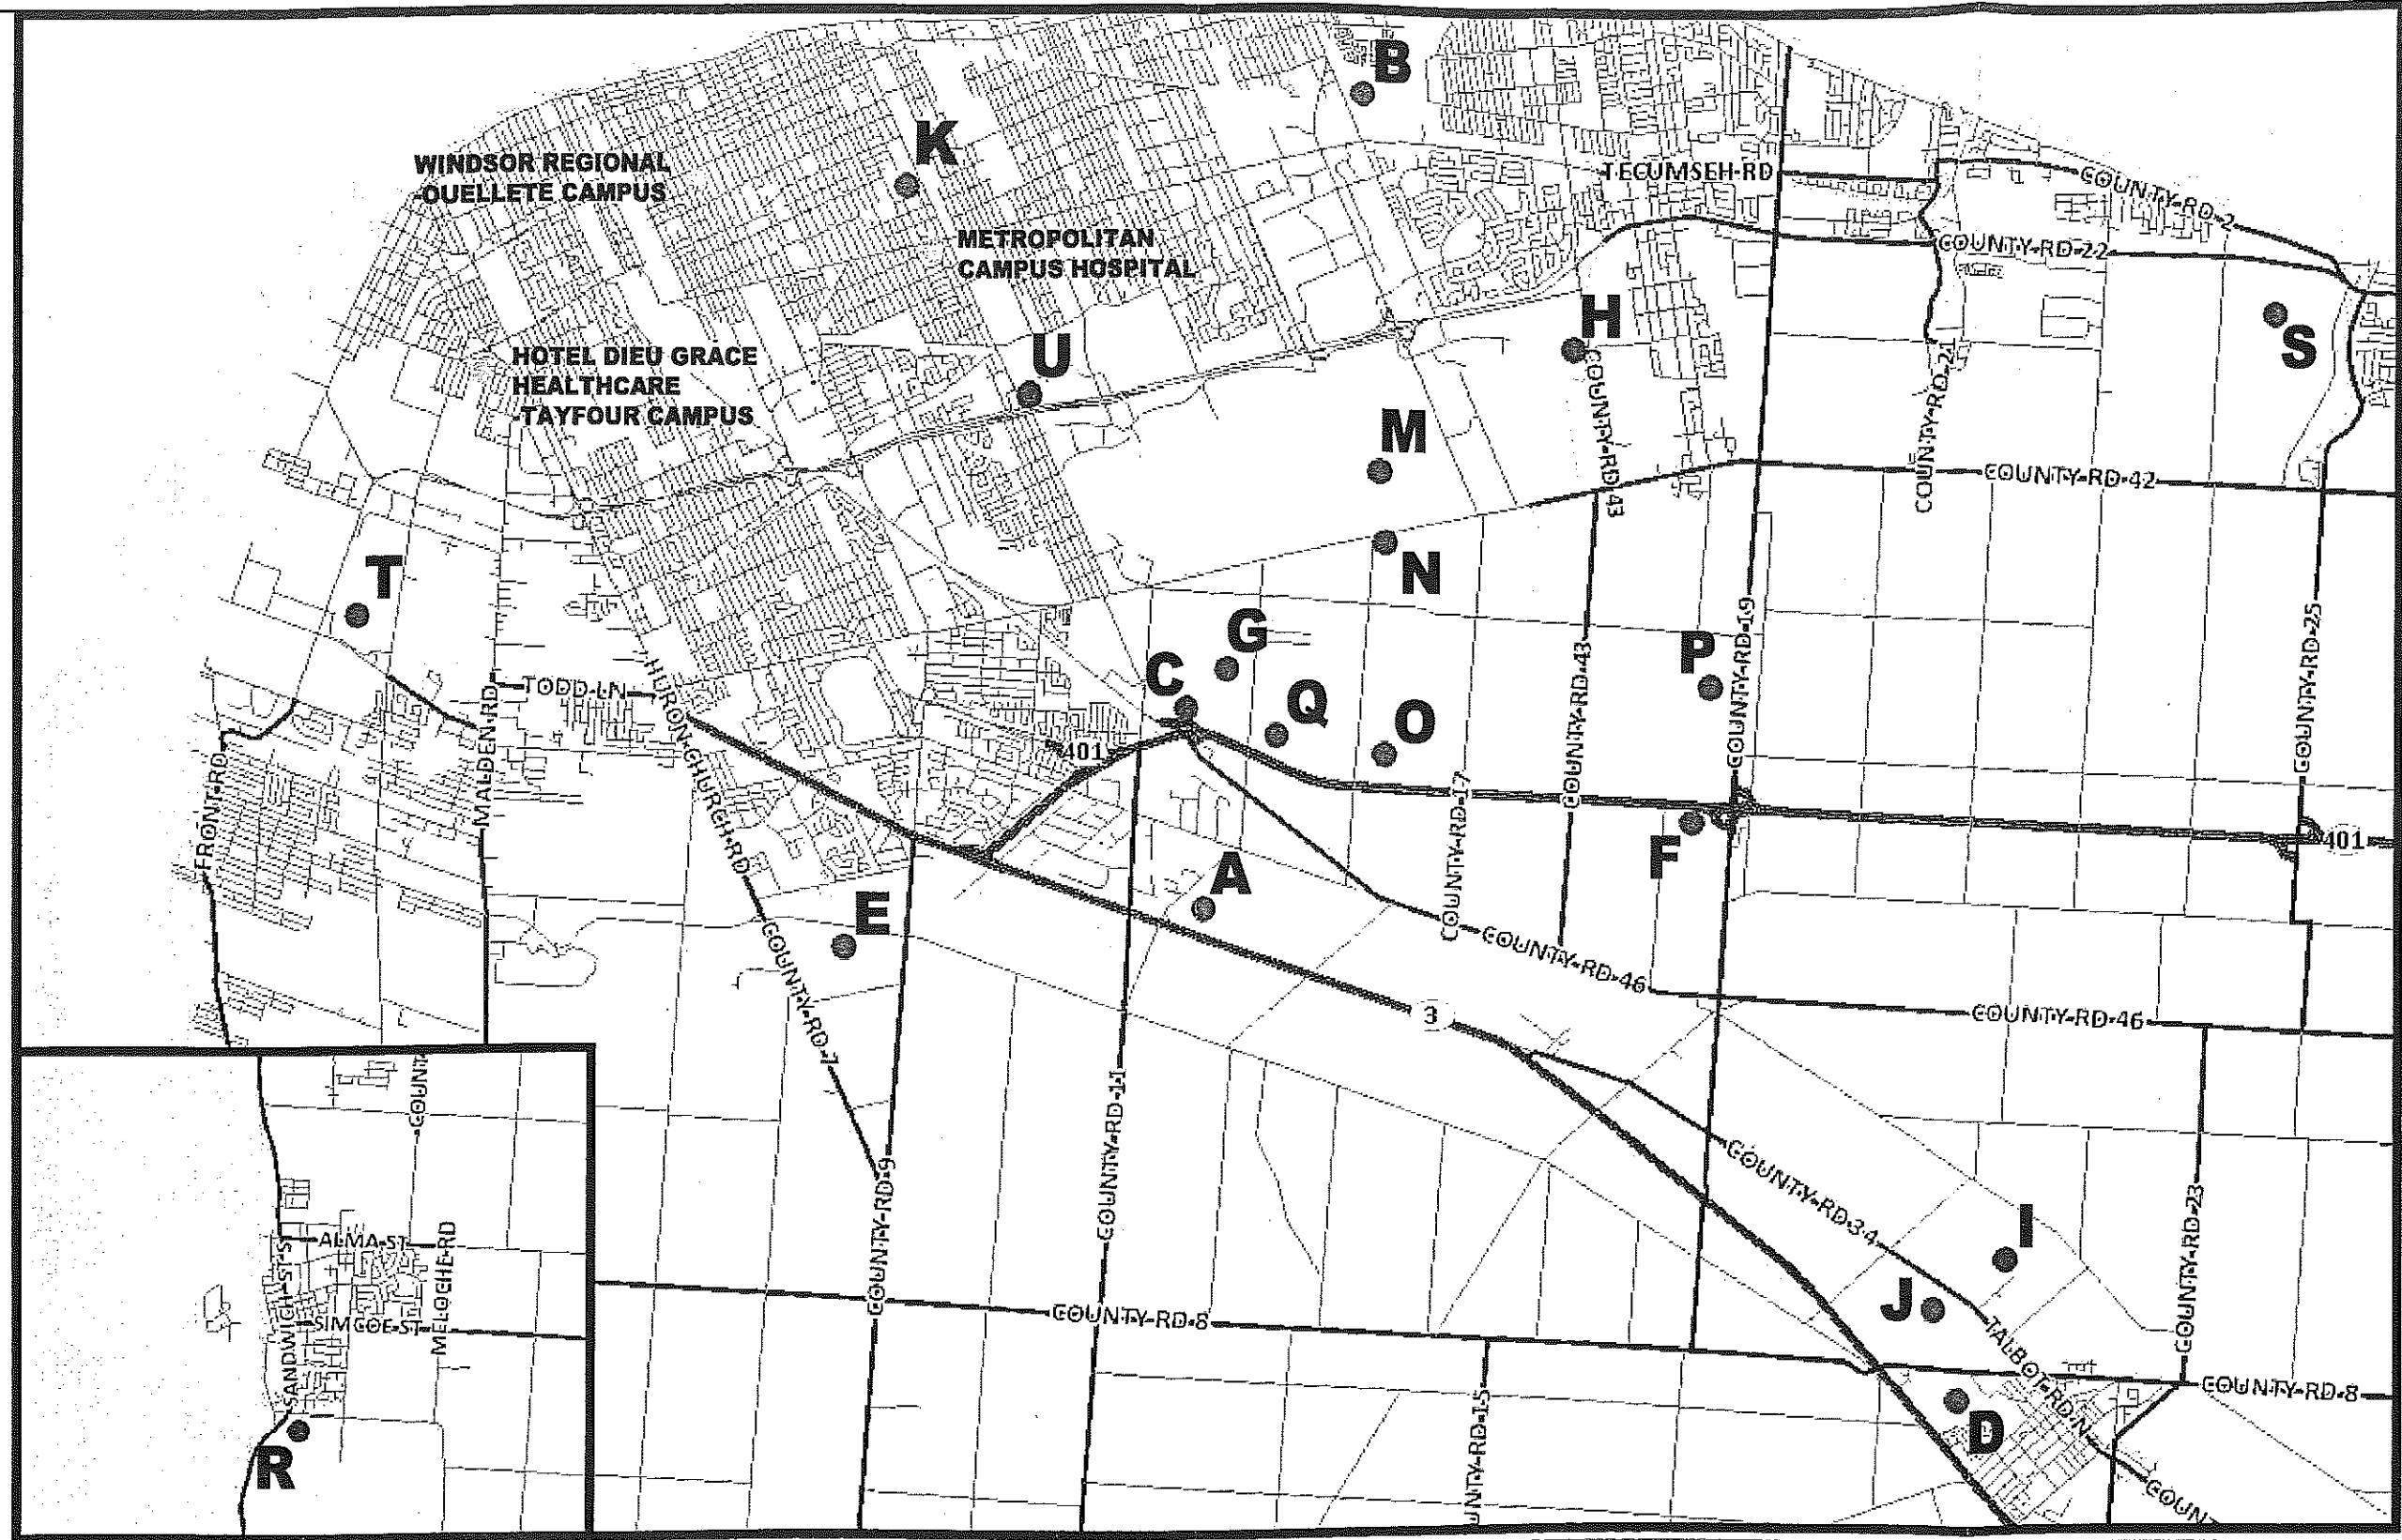 B
K
WINDSOR REGIONAL
-OUELLETE CAMPUS
TECUMSEH-RD
COUNTY-RD-2
METROPOLITAN
CAMPUS HOSPITAL
COUNTY-RD-22
H
S
U
HOTEL DIEU GRACE
HEALTHCARE
-TAYFOUR CAMPUS
COUNTY-RD-43
COUNTY-RD-21
M
COUNTY-RD-42
N
T
G
P
COUNTY-RD-19
COUNTY-RD-25
COUNTY-RD-43
C
Q
O
TODD-LN
HURON-CHURCH-RD
MALDEN-RD
FRONT-RD
401
COUNTY-RD-17
F
401
A
E
COUNTY-RD-7
COUNTY-RD-46
COUNTY-RD-46
3
COUNTY-RD-11
COUNTY-RD-9
COUNTY-RD-34
I
COUNTY-RD-23
J
COUNTY-RD-8
TALBOT-RD-N
COUNTY-RD-8
UNTY-RD-15
D
COUNT
COUNT
ALMA-ST
SANDWICH-ST-S
MELOCHE-RD
SIMCOE-ST
R